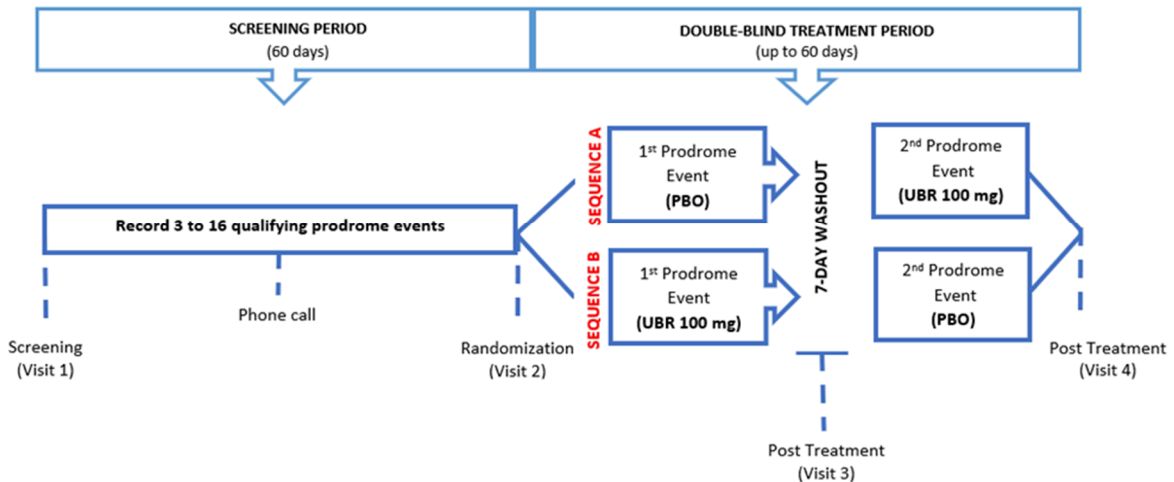 SCREENING PERIOD
(60 days)
DOUBLE-BLIND TREATMENT PERIOD
(up to 60 days)
SEQUENCE A
1st Prodrome
Event
(PBO)
7-DAY WASHOUT
2nd Prodrome
Event
(UBR 100 mg)
Record 3 to 16 qualifying prodrome events
SEQUENCE B
1st Prodrome
Event
(UBR 100 mg)
2nd Prodrome
Event
(PBO)
Phone call
Screening
(Visit 1)
Randomization
(Visit 2)
Post Treatment
(Visit 4)
Post Treatment
(Visit 3)